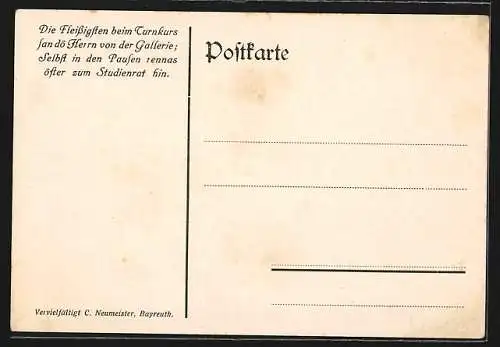 Die Fleißigsten beim Turnkurs
san dö Herrn von der Gallerie;
Selbst in den Pausen rennas
öfter zum Studienrat hin.
Postkarte
Vervielfältigt C. Neumeister, Bayreuth.